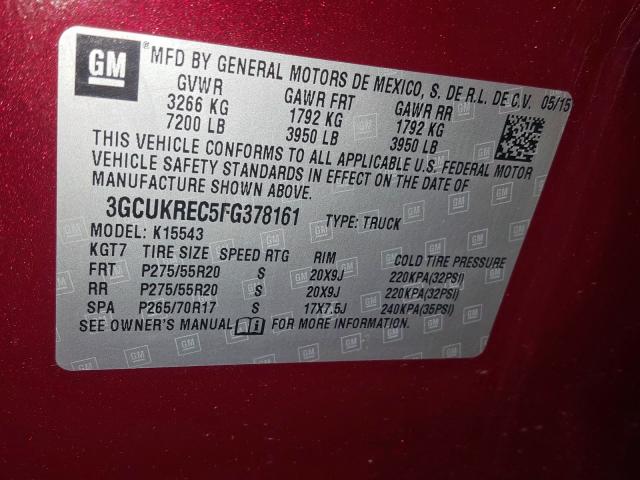 GM ® MFD BY GENERAL MOTORS DE MEXICO, S. DE R.L. DE C.V. 05/15
GVWR GAWR FRT GAWR RR
3266 KG 1792 KG 1792 KG
7200 LB 3950 LB 3950 LB
THIS VEHICLE CONFORMS TO ALL APPLICABLE U.S. FEDERAL MOTOR
VEHICLE SAFETY STANDARDS IN EFFECT ON THE DATE OF
MANUFACTURE SHOWN ABOVE.
3GCUKREC5FG378161 TYPE: TRUCK
MODEL: K15543
KGT7 TIRE SIZE SPEED RTG RIM COLD TIRE PRESSURE
FRT P275/55R20 S 20X9J 220KPA(32PSI)
RR P275/55R20 S 20X9J 220KPA(32PSI)
SPA P265/70R17 S 17X7.5J 240KPA(35PSI)
SEE OWNER'S MANUAL FOR MORE INFORMATION.